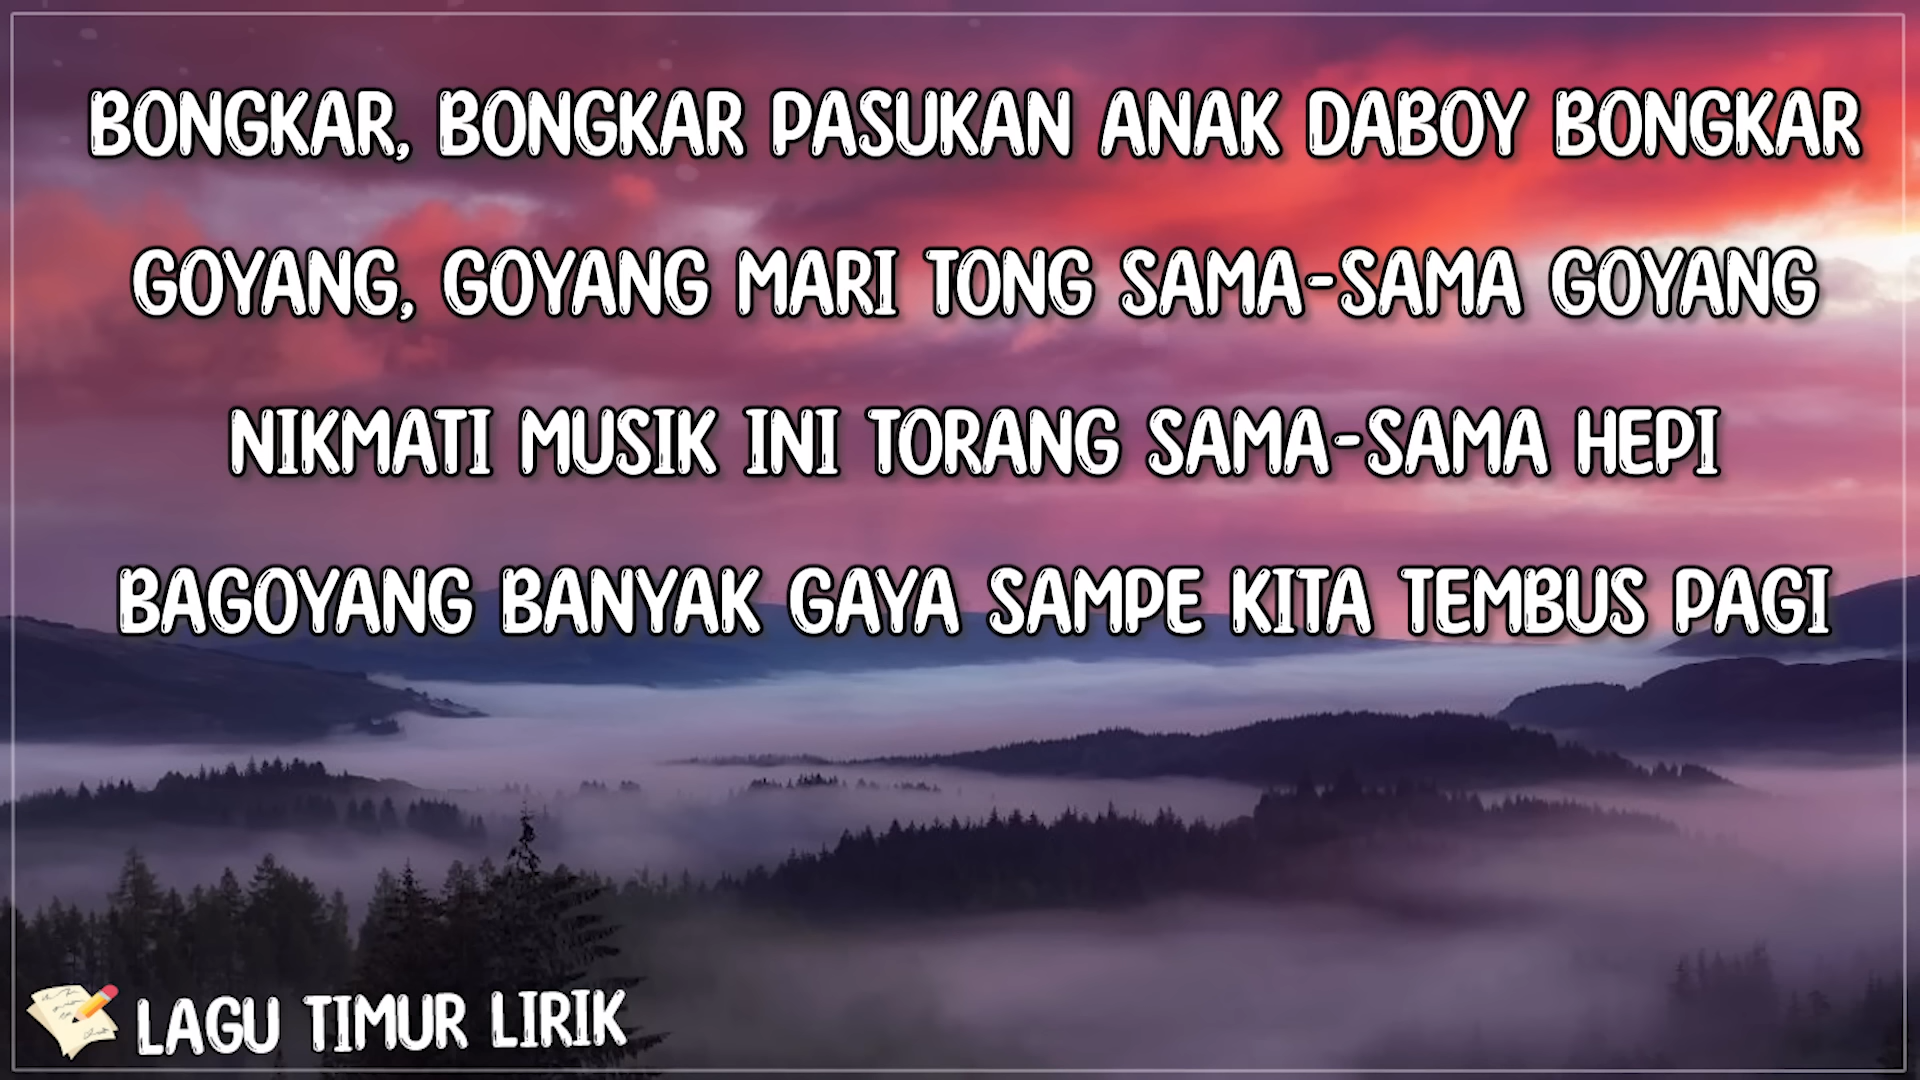 BONGKAR, BONGKAR PASUKAN ANAK DABOY BONGKAR
GOYANG, GOYANG MARI TONG SAMA-SAMA GOYANG
NIKMATI MUSIK INI TORANG SAMA-SAMA HEPI
BAGOYANG BANYAK GAYA SAMPE KITA TEMBUS PAGI
LAGU TIMUR LIRIK